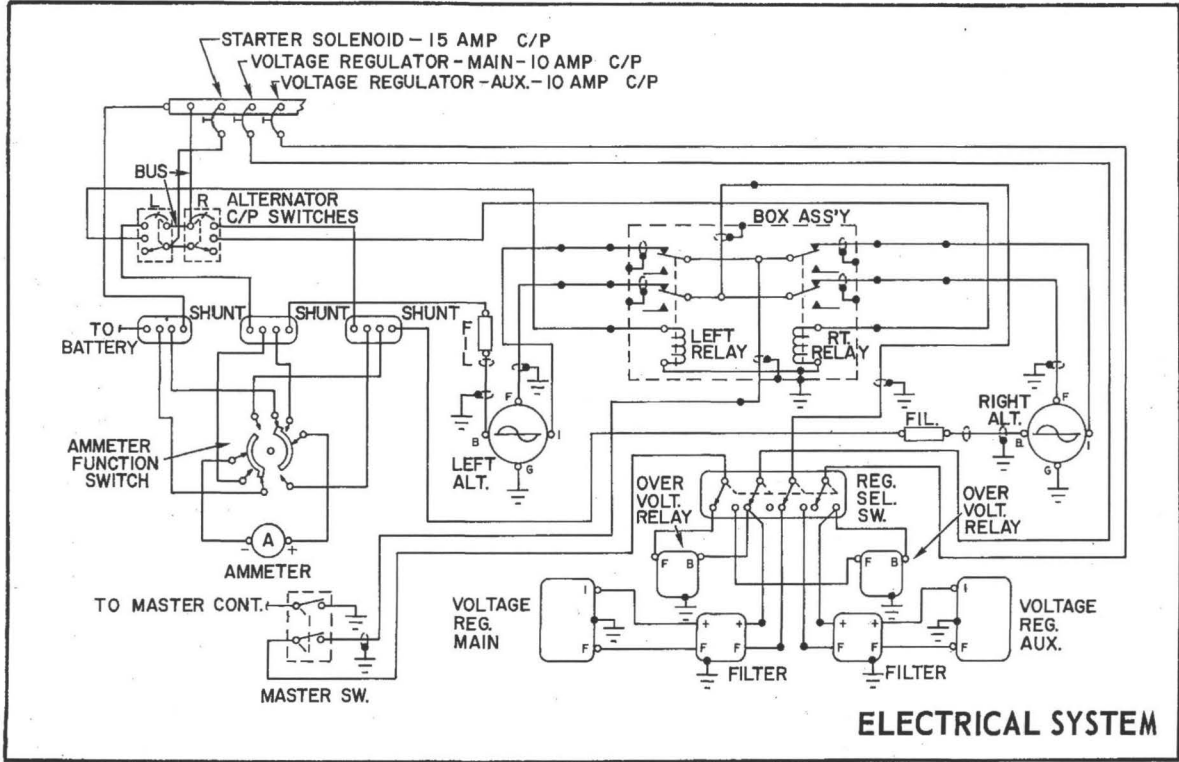 STARTER SOLENOID-15 AMP C/P
VOLTAGE REGULATOR-MAIN-10 AMP C/P
VOLTAGE REGULATOR-AUX.-10 AMP C/P
BUS
L
R
ALTERNATOR
C/P SWITCHES
BOX ASS'Y
SHUNT
SHUNT
SHUNT
TO
BATTERY
FIL
LEFT
RELAY
RT.
RELAY
F
B
I
G
LEFT
ALT.
FIL.
RIGHT
ALT.
F
B
I
G
AMMETER
FUNCTION
SWITCH
A
-
+
AMMETER
OVER
VOLT.
RELAY
REG.
SEL.
SW.
OVER
VOLT.
RELAY
F B
F B
TO MASTER CONT.
MASTER SW.
VOLTAGE
REG.
MAIN
I
F
+ +
F F
FILTER
+ +
F F
FILTER
I
F
VOLTAGE
REG.
AUX.
ELECTRICAL SYSTEM